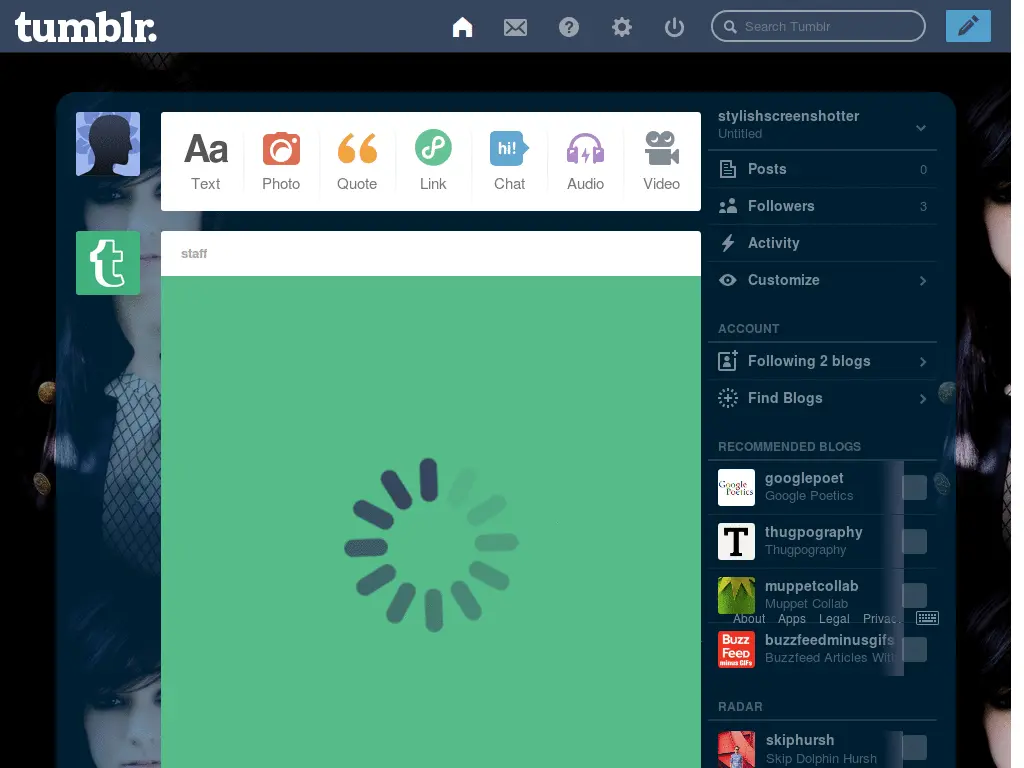 tumblr.
Search Tumblr
Aa
hi!
Text
Photo
Quote
Link
Chat
Audio
Video
t
staff
stylishscreenshotter
Untitled
Posts 0
Followers 3
Activity
Customize
ACCOUNT
Following 2 blogs
Find Blogs
RECOMMENDED BLOGS
Google
Poetics
googlepoet
Google Poetics
T
thugpography
Thugpography
muppetcollab
Muppet Collab
About Apps Legal
Buzz
Feed
minus GIFs
buzzfeedminusgifs
Buzzfeed Articles
RADAR
skiphursh
Skip Dolphin Hursh